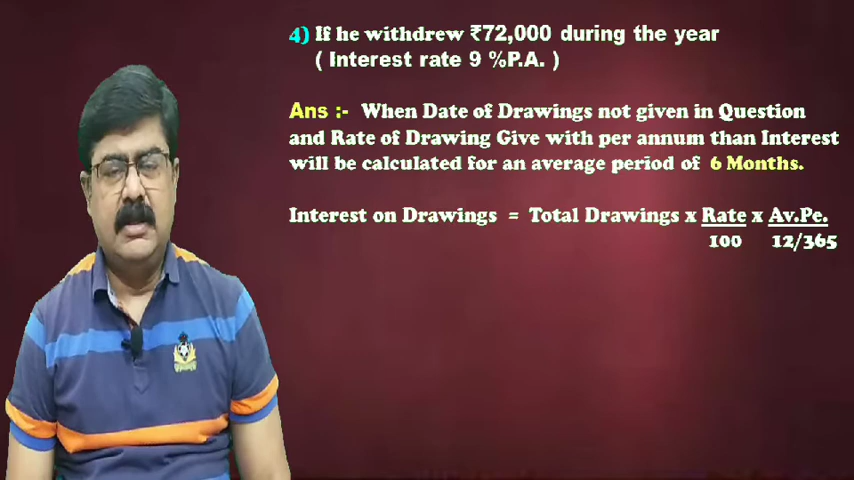 4) If he withdrew ₹72,000 during the year
( Interest rate 9 %P.A. )
Ans :- When Date of Drawings not given in Question
and Rate of Drawing Give with per annum than Interest
will be calculated for an average period of 6 Months.
Interest on Drawings = Total Drawings x Rate x Av.Pe.
100 12/365